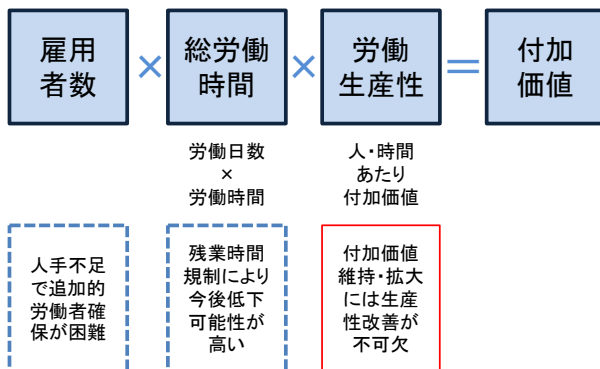 雇用
者数
×
総労働
時間
×
労働
生産性
＝
付加
価値
労働日数
×
労働時間
人・時間
あたり
付加価値
人手不足
で追加的
労働者確
保が困難
残業時間
規制により
今後低下
可能性が
高い
付加価値
維持・拡大
には生産
性改善が
不可欠